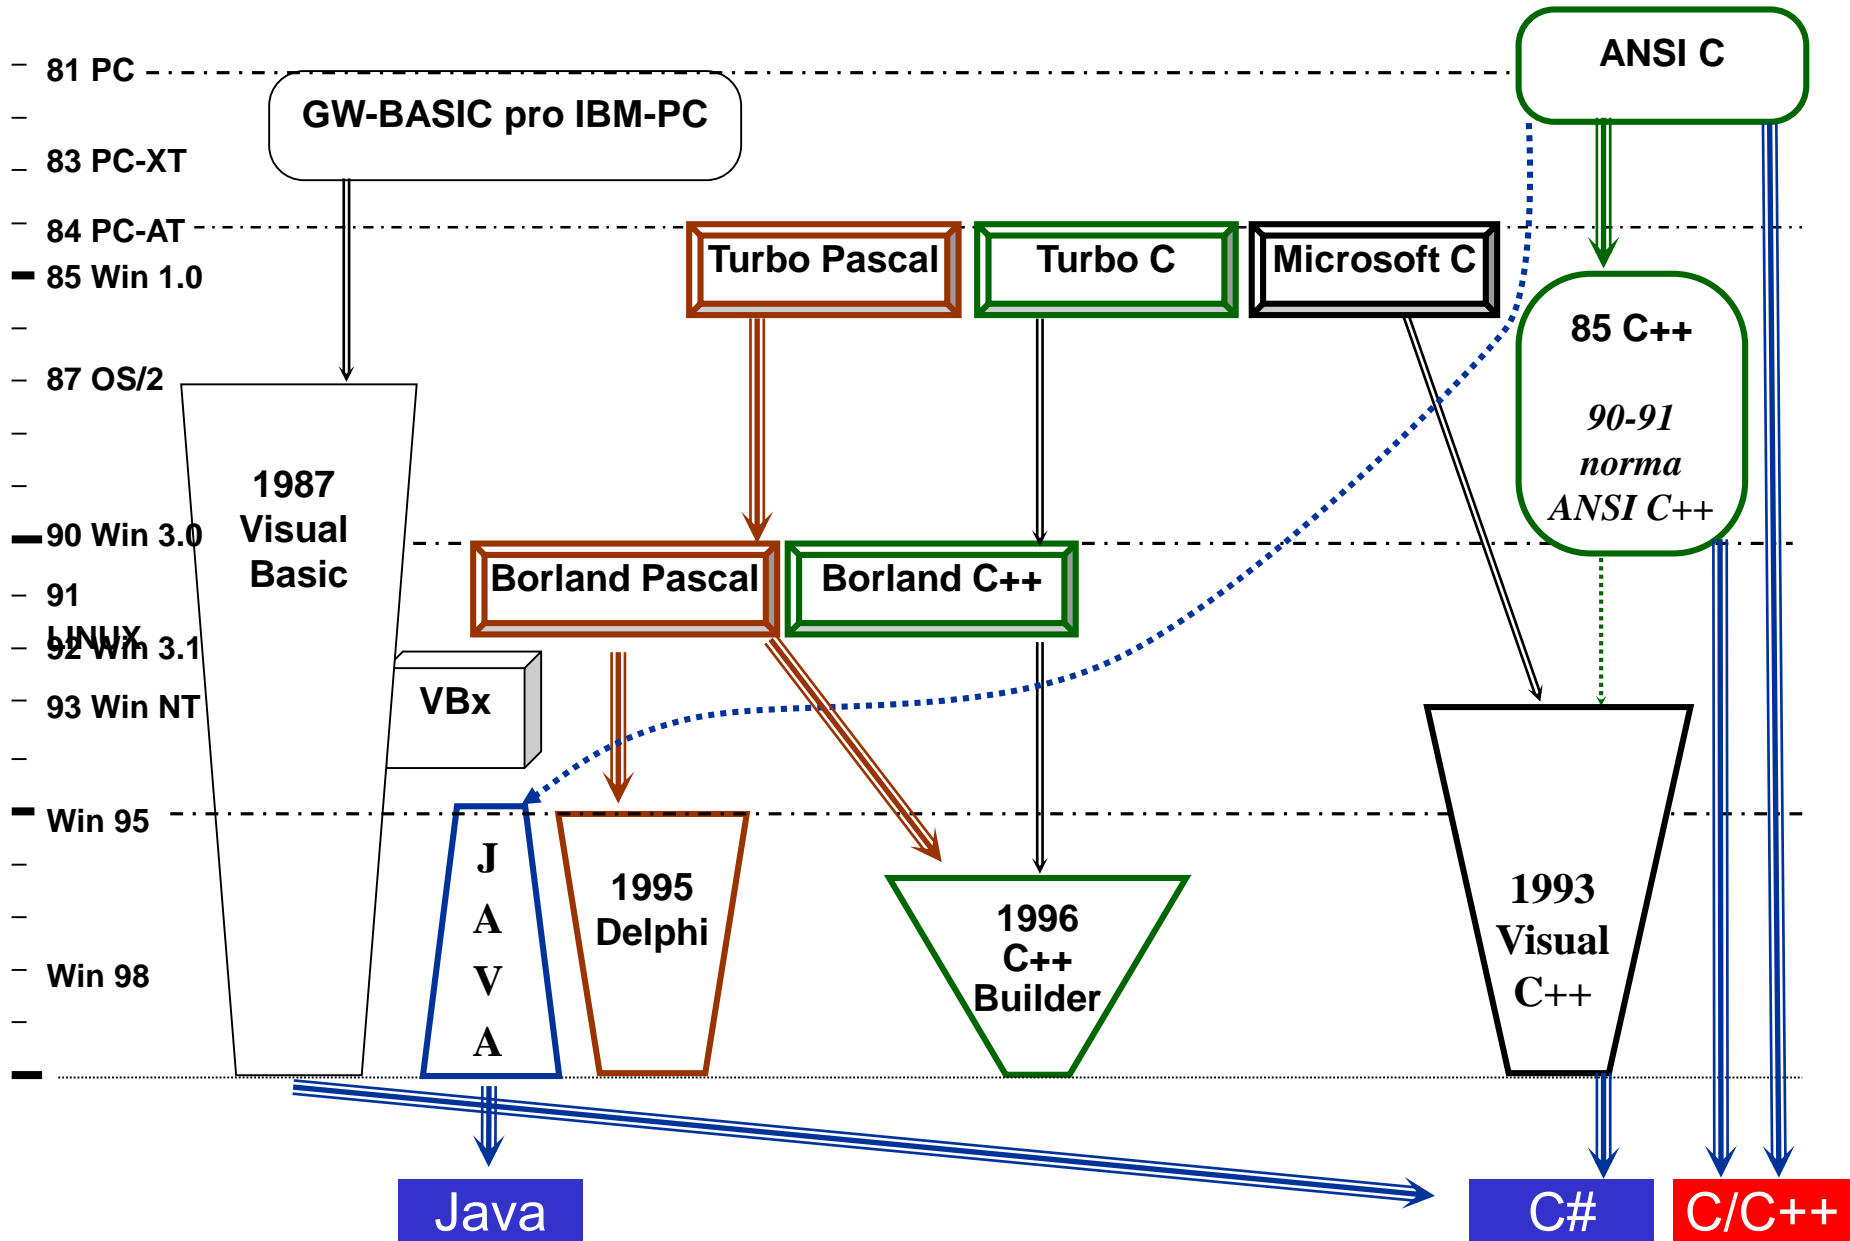 ANSI C
81 PC
GW-BASIC pro IBM-PC
83 PC-XT
84 PC-AT
Turbo Pascal
Turbo C
Microsoft C
85 Win 1.0
85 C++
90-91
norma
ANSI C++
87 OS/2
1987
Visual
Basic
90 Win 3.0
Borland Pascal
Borland C++
91
LINUX
92 Win 3.1
93 Win NT
VBx
Win 95
J
A
V
A
1995
Delphi
1996
C++
Builder
1993
Visual
C++
Win 98
Java
C#
C/C++